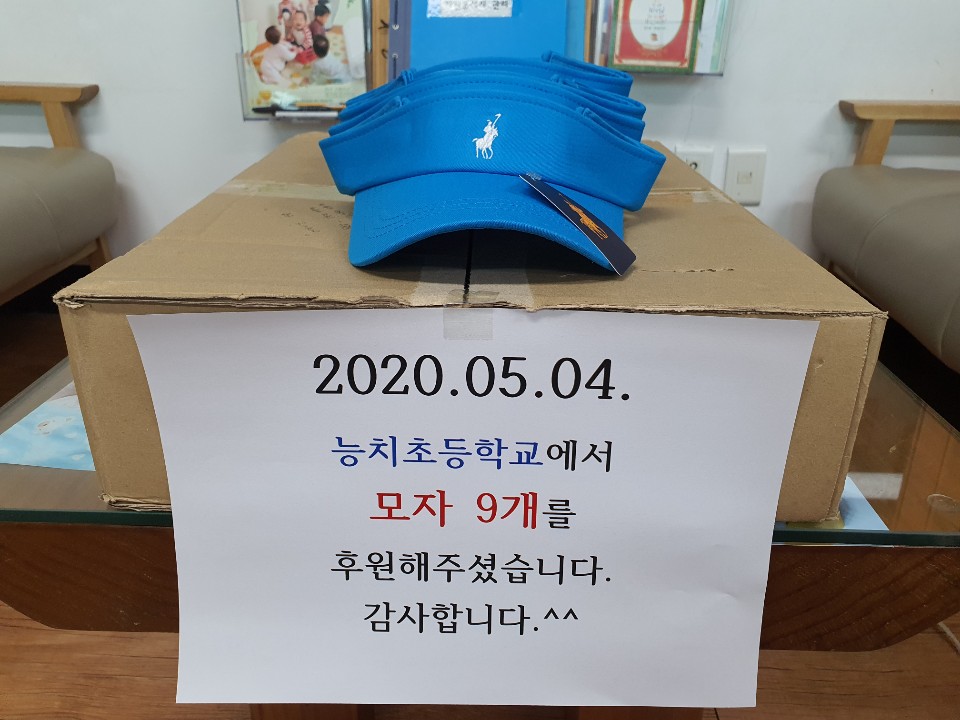 2020.05.04.
능치초등학교에서
모자 9개를
후원해주셨습니다.
감사합니다.^^